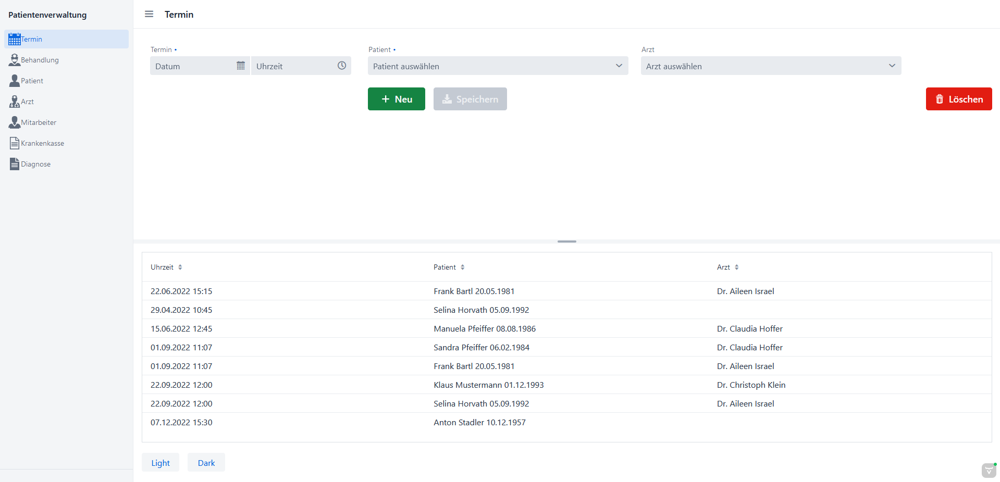 Patientenverwaltung
Termin
Behandlung
Patient
Arzt
Mitarbeiter
Krankenkasse
Diagnose
Termin
Termin • Patient • Arzt
Datum Uhrzeit Patient auswählen Arzt auswählen
+ Neu Speichern Löschen
Uhrzeit Patient Arzt
22.06.2022 15:15 Frank Bartl 20.05.1981 Dr. Aileen Israel
29.04.2022 10:45 Selina Horvath 05.09.1992
15.06.2022 12:45 Manuela Pfeiffer 08.08.1986 Dr. Claudia Hoffer
01.09.2022 11:07 Sandra Pfeiffer 06.02.1984 Dr. Claudia Hoffer
01.09.2022 11:07 Frank Bartl 20.05.1981 Dr. Aileen Israel
22.09.2022 12:00 Klaus Mustermann 01.12.1993 Dr. Christoph Klein
22.09.2022 12:00 Selina Horvath 05.09.1992 Dr. Aileen Israel
07.12.2022 15:30 Anton Stadler 10.12.1957
Light Dark